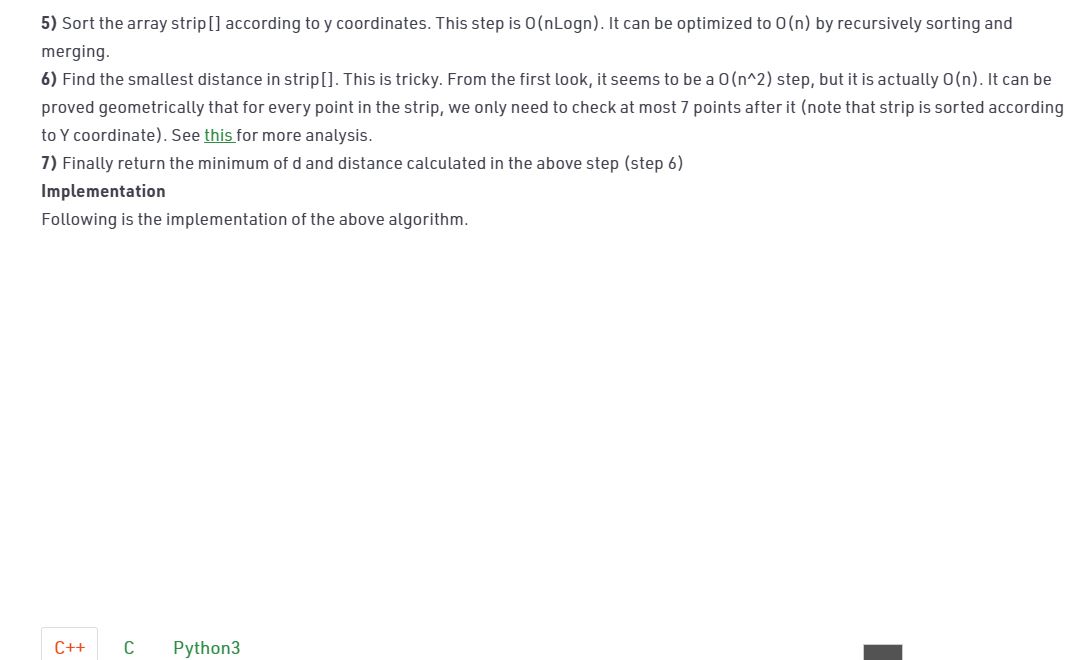 5) Sort the array strip[] according to y coordinates. This step is O(nLogn). It can be optimized to O(n) by recursively sorting and
merging.
6) Find the smallest distance in strip[]. This is tricky. From the first look, it seems to be a O(n^2) step, but it is actually O(n). It can be
proved geometrically that for every point in the strip, we only need to check at most 7 points after it (note that strip is sorted according
to Y coordinate). See this for more analysis.
7) Finally return the minimum of d and distance calculated in the above step (step 6)
Implementation
Following is the implementation of the above algorithm.
C++ C Python3